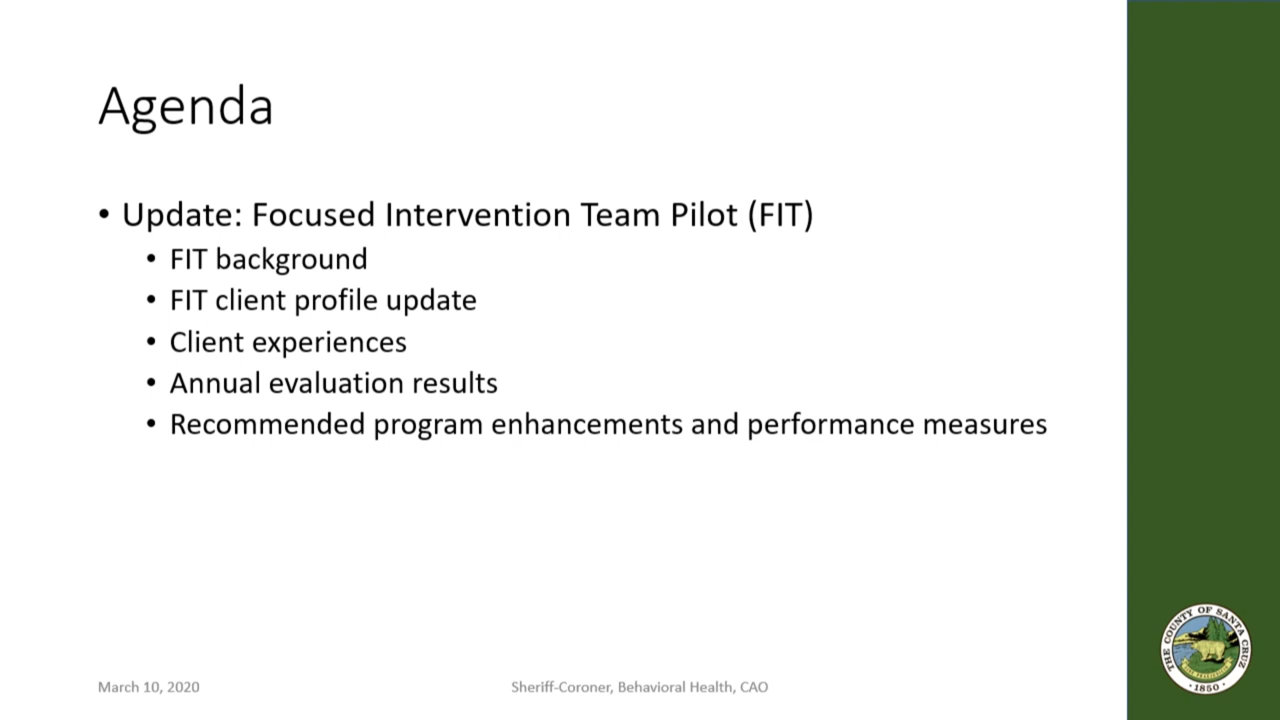 Agenda
• Update: Focused Intervention Team Pilot (FIT)
• FIT background
• FIT client profile update
• Client experiences
• Annual evaluation results
• Recommended program enhancements and performance measures
THE COUNTY OF SANTA CRUZ
· 1850 ·
March 10, 2020
Sheriff-Coroner, Behavioral Health, CAO